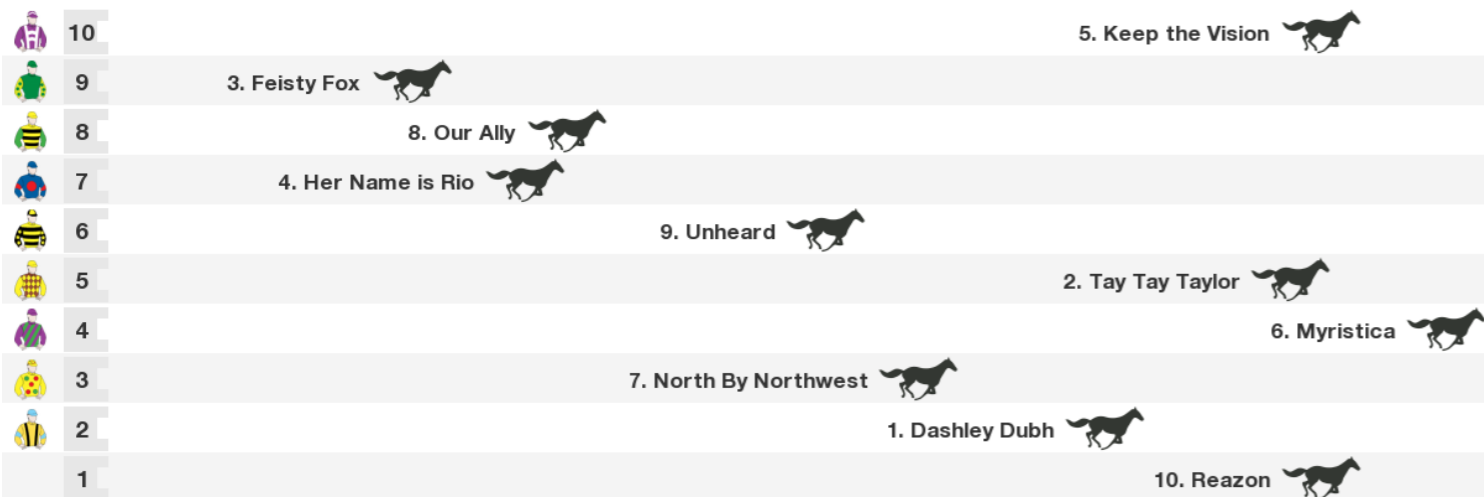 10 5. Keep the Vision
9 3. Feisty Fox
8 8. Our Ally
7 4. Her Name is Rio
6 9. Unheard
5 2. Tay Tay Taylor
4 6. Myristica
3 7. North By Northwest
2 1. Dashley Dubh
1 10. Reazon